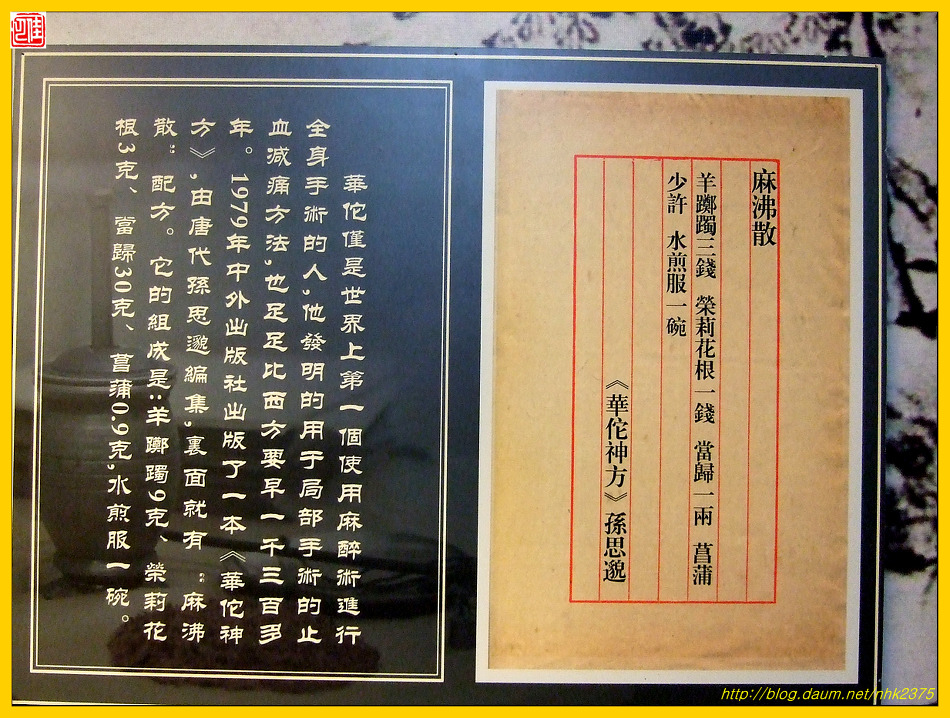 麻沸散
羊躑躅三錢 榮莉花根一錢 當歸一兩 菖蒲
少許 水煎服一碗
《華佗神方》孫思邈
華佗僅是世界上第一個使用麻醉術進行
全身手術的人,他發明的用于局部手術的止
血減痛方法,也足足比西方要早一千三百多
年。1979年中外出版社出版了一本《華佗神
方》,由唐代孫思邈編集,裏面就有“麻沸
散”配方。它的組成是:羊躑躅9克、榮莉花
根3克、當歸30克、菖蒲0.9克,水煎服一碗。
http://blog.daum.net/nhk2375